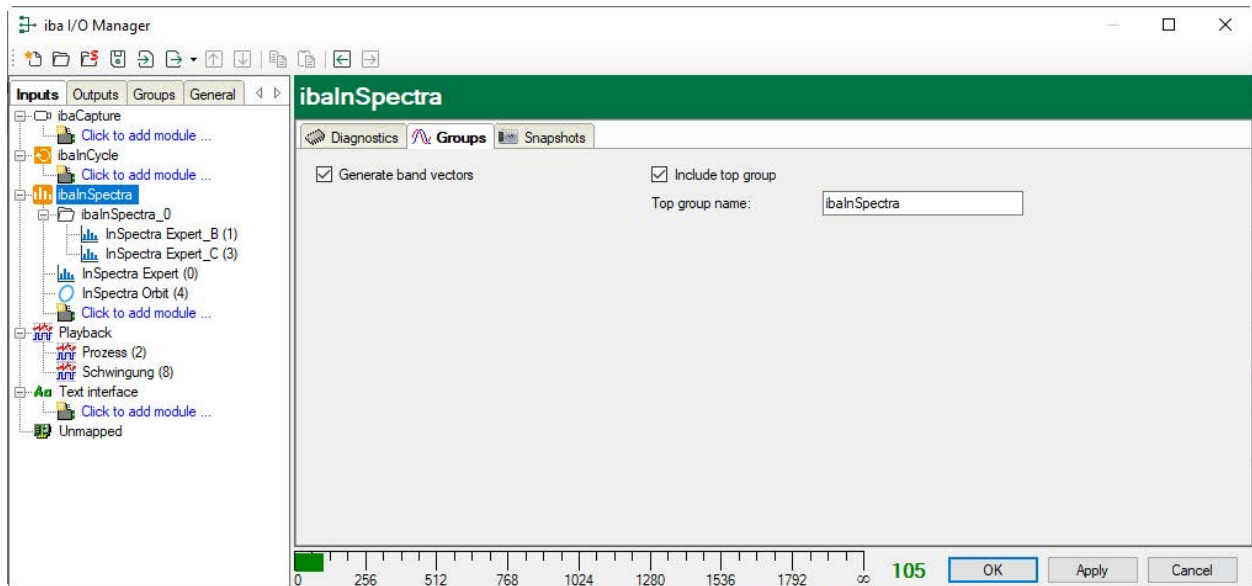 iba I/O Manager
Inputs Outputs Groups General
ibaCapture
Click to add module ...
ibaInCycle
Click to add module ...
ibaInSpectra
ibaInSpectra_0
InSpectra Expert_B (1)
InSpectra Expert_C (3)
InSpectra Expert (0)
InSpectra Orbit (4)
Click to add module ...
Playback
Prozess (2)
Schwingung (8)
Text interface
Click to add module ...
Unmapped
ibaInSpectra
Diagnostics Groups Snapshots
Generate band vectors Include top group
Top group name: ibaInSpectra
0 256 512 768 1024 1280 1536 1792 ∞ 105 OK Apply Cancel